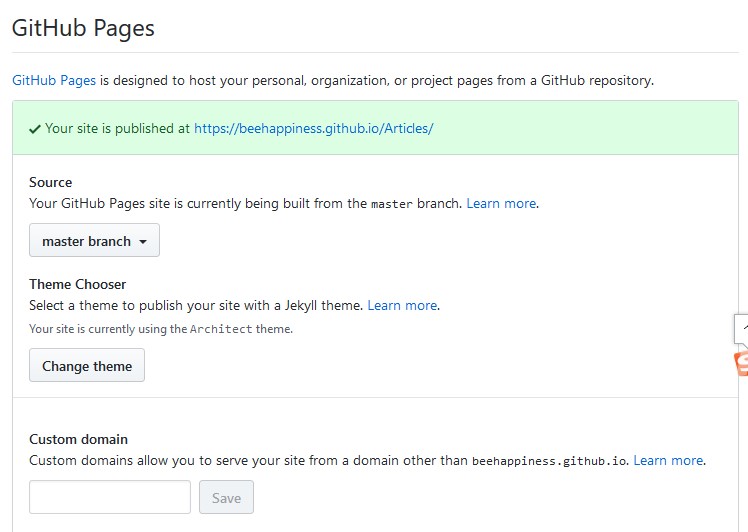 GitHub Pages
GitHub Pages is designed to host your personal, organization, or project pages from a GitHub repository.
Your site is published at https://beehappiness.github.io/Articles/
Source
Your GitHub Pages site is currently being built from the master branch. Learn more.
master branch
Theme Chooser
Select a theme to publish your site with a Jekyll theme. Learn more.
Your site is currently using the Architect theme.
Change theme
Custom domain
Custom domains allow you to serve your site from a domain other than beehappiness.github.io. Learn more.
Save